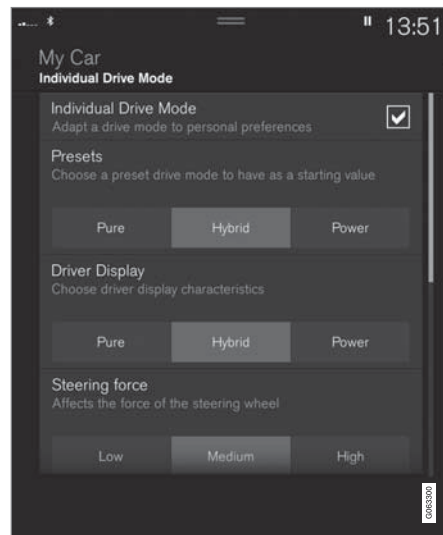 13:51
My Car
Individual Drive Mode
Individual Drive Mode
Adapt a drive mode to personal preferences
Presets
Choose a preset drive mode to have as a starting value
Pure Hybrid Power
Driver Display
Choose driver display characteristics
Pure Hybrid Power
Steering force
Affects the force of the steering wheel
Low Medium High
G063300